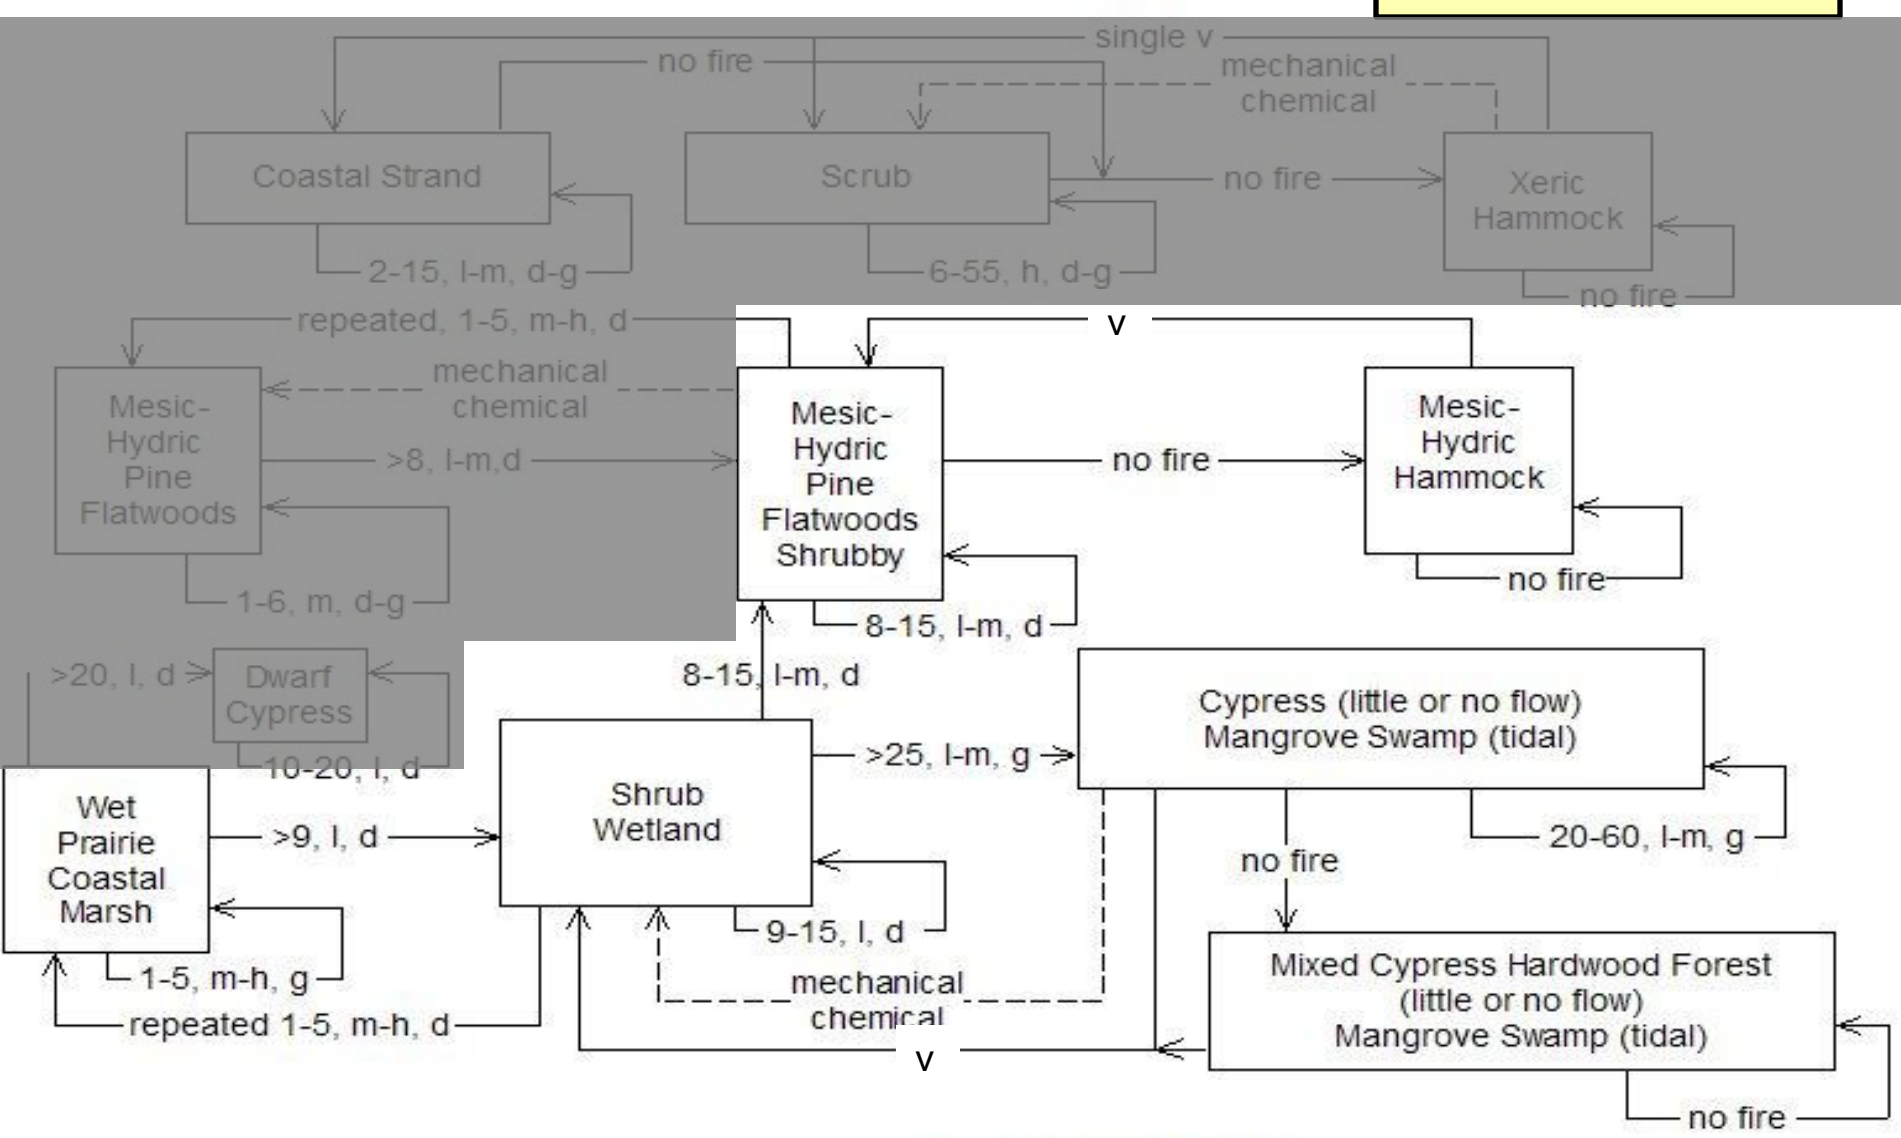 single v
no fire
mechanical
chemical
Coastal Strand
Scrub
no fire
Xeric
Hammock
2-15, l-m, d-g
6-55, h, d-g
no fire
repeated, 1-5, m-h, d
v
mechanical
chemical
Mesic-
Hydric
Pine
Flatwoods
>8, l-m,d
Mesic-
Hydric
Pine
Flatwoods
Shrubby
no fire
Mesic-
Hydric
Hammock
no fire
1-6, m, d-g
8-15, l-m, d
>20, l, d
Dwarf
Cypress
10-20, l, d
8-15, l-m, d
Cypress (little or no flow)
Mangrove Swamp (tidal)
>25, l-m, g
Shrub
Wetland
Wet
Prairie
Coastal
Marsh
>9, l, d
20-60, l-m, g
no fire
9-15, l, d
1-5, m-h, g
mechanical
chemical
repeated 1-5, m-h, d
v
Mixed Cypress Hardwood Forest
(little or no flow)
Mangrove Swamp (tidal)
no fire